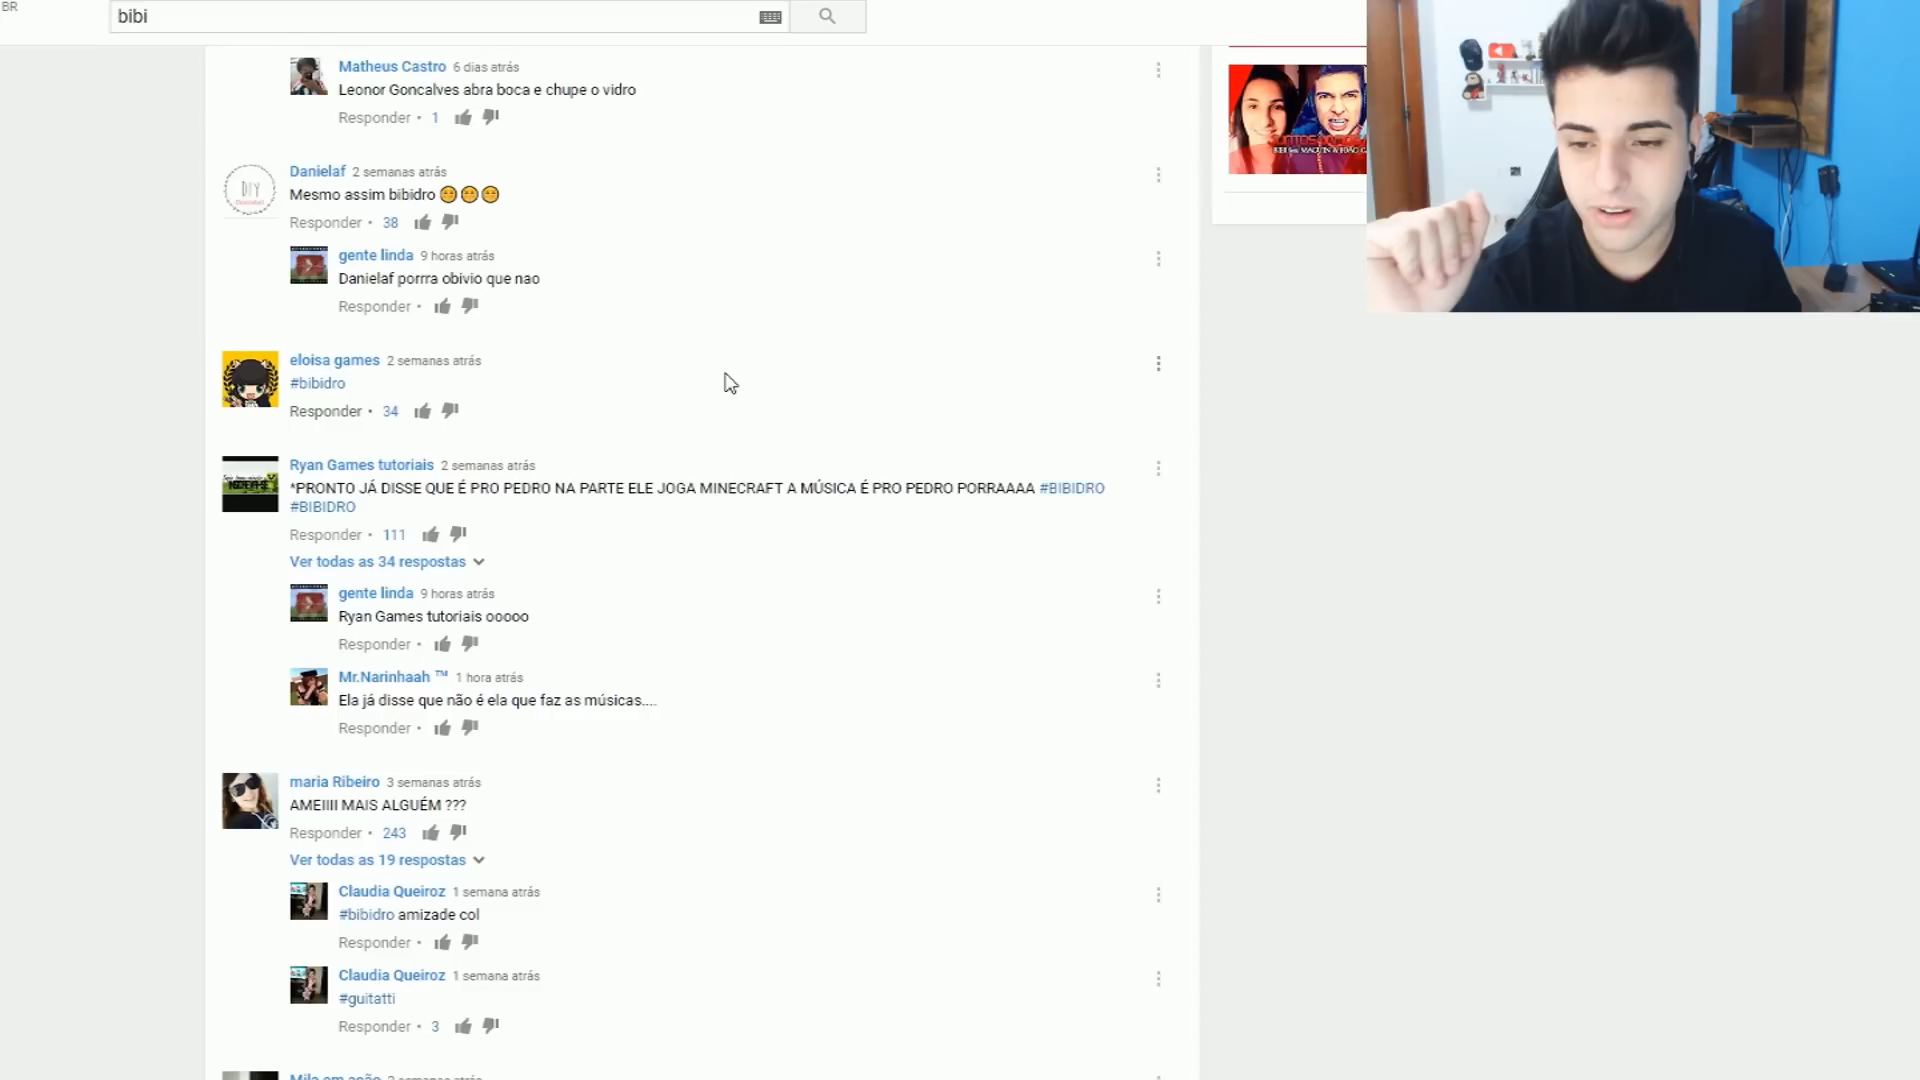 BR
bibi
Matheus Castro 6 dias atrás
Leonor Goncalves abra boca e chupe o vidro
Responder • 1
Danielaf 2 semanas atrás
DIY
Mesmo assim bibidro 😊😊😊
Responder • 38
gente linda 9 horas atrás
Danielaf porrra obivio que nao
Responder •
eloisa games 2 semanas atrás
#bibidro
Responder • 34
Ryan Games tutoriais 2 semanas atrás
*PRONTO JÁ DISSE QUE É PRO PEDRO NA PARTE ELE JOGA MINECRAFT A MÚSICA É PRO PEDRO PORRAAAA #BIBIDRO
#BIBIDRO
Responder • 111
Ver todas as 34 respostas
gente linda 9 horas atrás
Ryan Games tutoriais ooooo
Responder •
Mr.Narinhaah ™ 1 hora atrás
Ela já disse que não é ela que faz as músicas....
Responder •
maria Ribeiro 3 semanas atrás
AMEIIII MAIS ALGUÉM ???
Responder • 243
Ver todas as 19 respostas
Claudia Queiroz 1 semana atrás
#bibidro amizade col
Responder •
Claudia Queiroz 1 semana atrás
#guitatti
Responder • 3